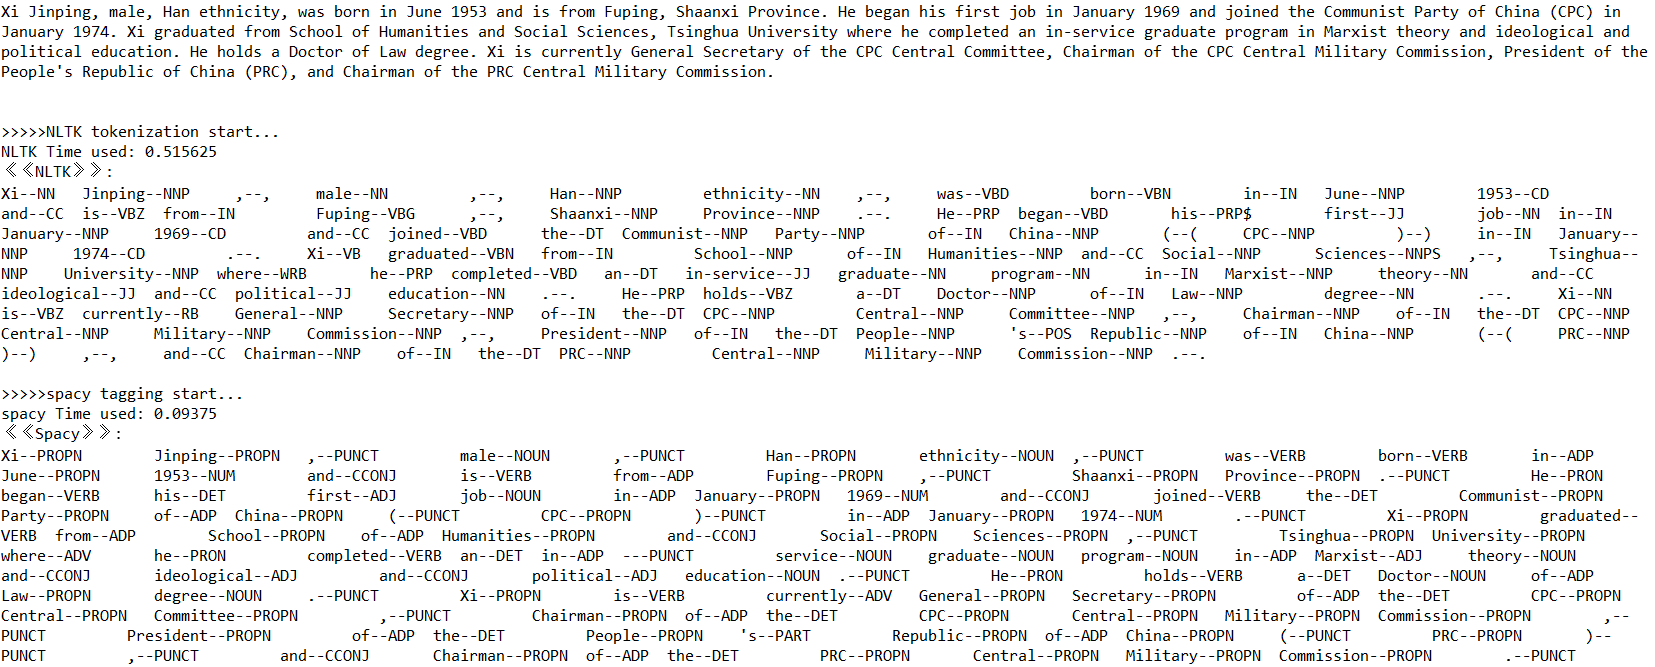 Xi Jinping, male, Han ethnicity, was born in June 1953 and is from Fuping, Shaanxi Province. He began his first job in January 1969 and joined the Communist Party of China (CPC) in
January 1974. Xi graduated from School of Humanities and Social Sciences, Tsinghua University where he completed an in-service graduate program in Marxist theory and ideological and
political education. He holds a Doctor of Law degree. Xi is currently General Secretary of the CPC Central Committee, Chairman of the CPC Central Military Commission, President of the
People's Republic of China (PRC), and Chairman of the PRC Central Military Commission.
>>>>>NLTK tokenization start...
NLTK Time used: 0.515625
《《NLTK》》:
Xi--NN Jinping--NNP ,--, male--NN ,--, Han--NNP ethnicity--NN ,--, was--VBD born--VBN in--IN June--NNP 1953--CD
and--CC is--VBZ from--IN Fuping--VBG ,--, Shaanxi--NNP Province--NNP .--. He--PRP began--VBD his--PRP$ first--JJ job--NN in--IN
January--NNP 1969--CD and--CC joined--VBD the--DT Communist--NNP Party--NNP of--IN China--NNP (--( CPC--NNP )--) in--IN January--
NNP 1974--CD .--. Xi--VB graduated--VBN from--IN School--NNP of--IN Humanities--NNP and--CC Social--NNP Sciences--NNPS ,--, Tsinghua--
NNP University--NNP where--WRB he--PRP completed--VBD an--DT in-service--JJ graduate--NN program--NN in--IN Marxist--NNP theory--NN and--CC
ideological--JJ and--CC political--JJ education--NN .--. He--PRP holds--VBZ a--DT Doctor--NNP of--IN Law--NNP degree--NN .--. Xi--NN
is--VBZ currently--RB General--NNP Secretary--NNP of--IN the--DT CPC--NNP Central--NNP Committee--NNP ,--, Chairman--NNP of--IN the--DT CPC--NNP
Central--NNP Military--NNP Commission--NNP ,--, President--NNP of--IN the--DT People--NNP 's--POS Republic--NNP of--IN China--NNP (--( PRC--NNP
)--) ,--, and--CC Chairman--NNP of--IN the--DT PRC--NNP Central--NNP Military--NNP Commission--NNP .--.
>>>>>spacy tagging start...
spacy Time used: 0.09375
《《Spacy》》:
Xi--PROPN Jinping--PROPN ,--PUNCT male--NOUN ,--PUNCT Han--PROPN ethnicity--NOUN ,--PUNCT was--VERB born--VERB in--ADP
June--PROPN 1953--NUM and--CCONJ is--VERB from--ADP Fuping--PROPN ,--PUNCT Shaanxi--PROPN Province--PROPN .--PUNCT He--PRON
began--VERB his--DET first--ADJ job--NOUN in--ADP January--PROPN 1969--NUM and--CCONJ joined--VERB the--DET Communist--PROPN
Party--PROPN of--ADP China--PROPN (--PUNCT CPC--PROPN )--PUNCT in--ADP January--PROPN 1974--NUM .--PUNCT Xi--PROPN graduated--
VERB from--ADP School--PROPN of--ADP Humanities--PROPN and--CCONJ Social--PROPN Sciences--PROPN ,--PUNCT Tsinghua--PROPN University--PROPN
where--ADV he--PRON completed--VERB an--DET in--ADP ---PUNCT service--NOUN graduate--NOUN program--NOUN in--ADP Marxist--ADJ theory--NOUN
and--CCONJ ideological--ADJ and--CCONJ political--ADJ education--NOUN .--PUNCT He--PRON holds--VERB a--DET Doctor--NOUN of--ADP
Law--PROPN degree--NOUN .--PUNCT Xi--PROPN is--VERB currently--ADV General--PROPN Secretary--PROPN of--ADP the--DET CPC--PROPN
Central--PROPN Committee--PROPN ,--PUNCT Chairman--PROPN of--ADP the--DET CPC--PROPN Central--PROPN Military--PROPN Commission--PROPN ,--
PUNCT President--PROPN of--ADP the--DET People--PROPN 's--PART Republic--PROPN of--ADP China--PROPN (--PUNCT PRC--PROPN )--
PUNCT ,--PUNCT and--CCONJ Chairman--PROPN of--ADP the--DET PRC--PROPN Central--PROPN Military--PROPN Commission--PROPN .--PUNCT